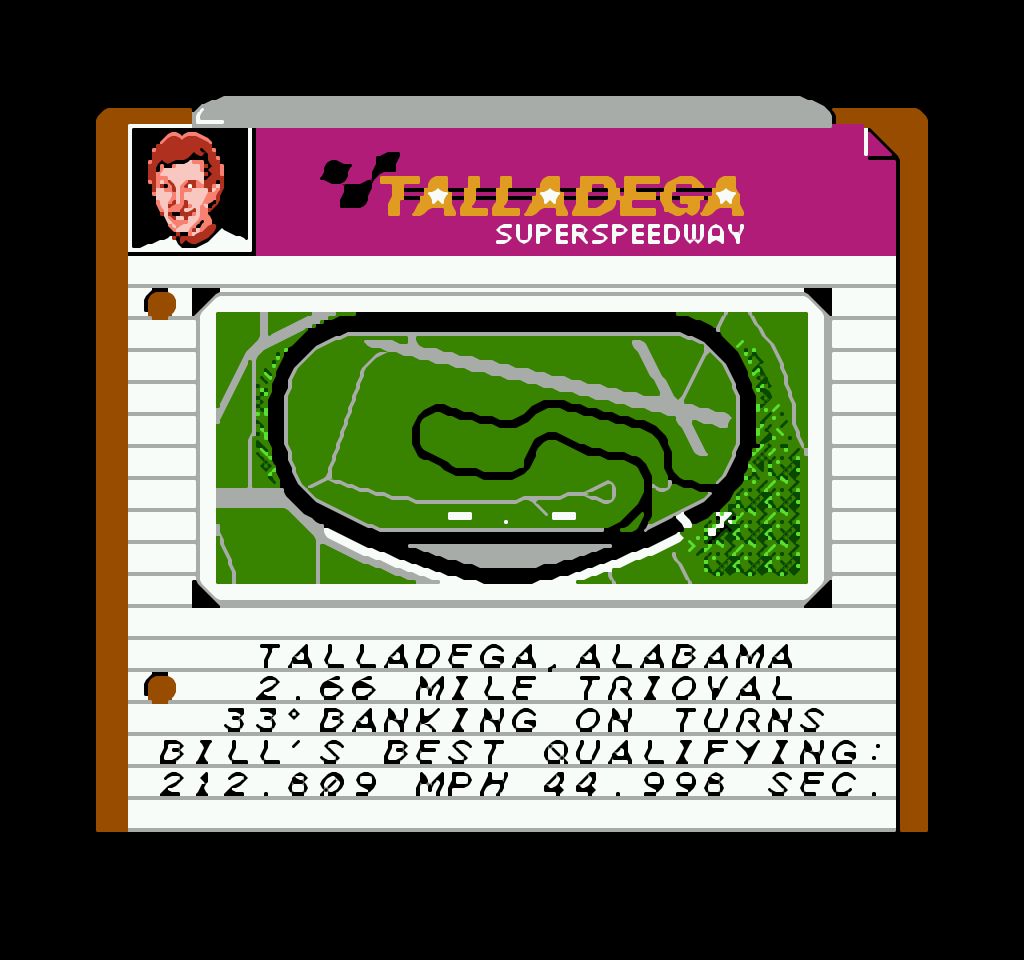 TALLADEGA
SUPERSPEEDWAY
TALLADEGA, ALABAMA
2.66 MILE TRIOVAL
33° BANKING ON TURNS
BILL'S BEST QUALIFYING:
212.809 MPH 44.998 SEC.